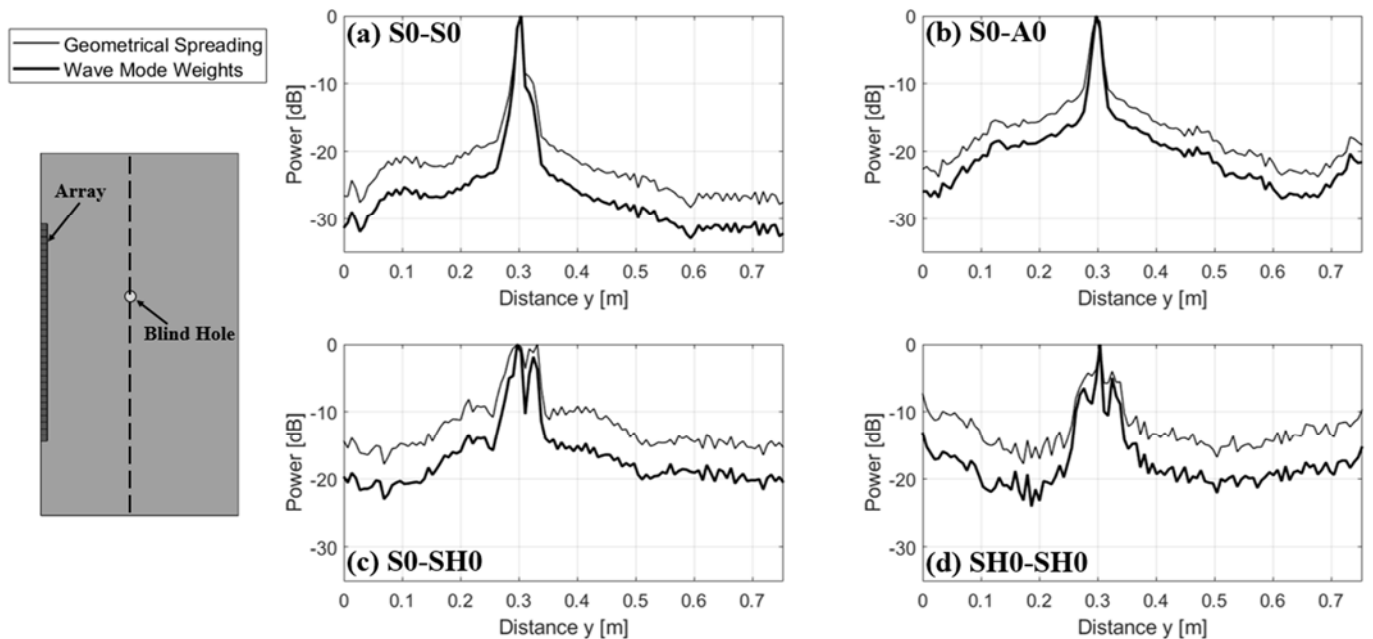 Geometrical Spreading
Wave Mode Weights
Array
Blind Hole
(a) S0-S0
Power [dB]
0
-10
-20
-30
0 0.1 0.2 0.3 0.4 0.5 0.6 0.7
Distance y [m]
(b) S0-A0
Power [dB]
0
-10
-20
-30
0 0.1 0.2 0.3 0.4 0.5 0.6 0.7
Distance y [m]
(c) S0-SH0
Power [dB]
0
-10
-20
-30
0 0.1 0.2 0.3 0.4 0.5 0.6 0.7
Distance y [m]
(d) SH0-SH0
Power [dB]
0
-10
-20
-30
0 0.1 0.2 0.3 0.4 0.5 0.6 0.7
Distance y [m]